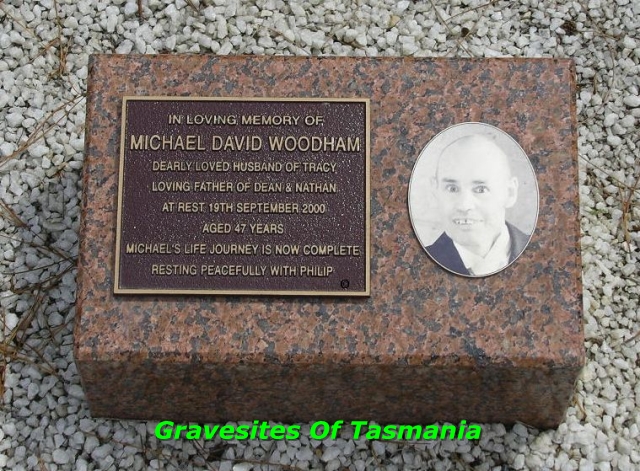 IN LOVING MEMORY OF
MICHAEL DAVID WOODHAM
DEARLY LOVED HUSBAND OF TRACY
LOVING FATHER OF DEAN & NATHAN
AT REST 19TH SEPTEMBER 2000
AGED 47 YEARS
MICHAEL'S LIFE JOURNEY IS NOW COMPLETE
RESTING PEACEFULLY WITH PHILIP
Gravesites Of Tasmania